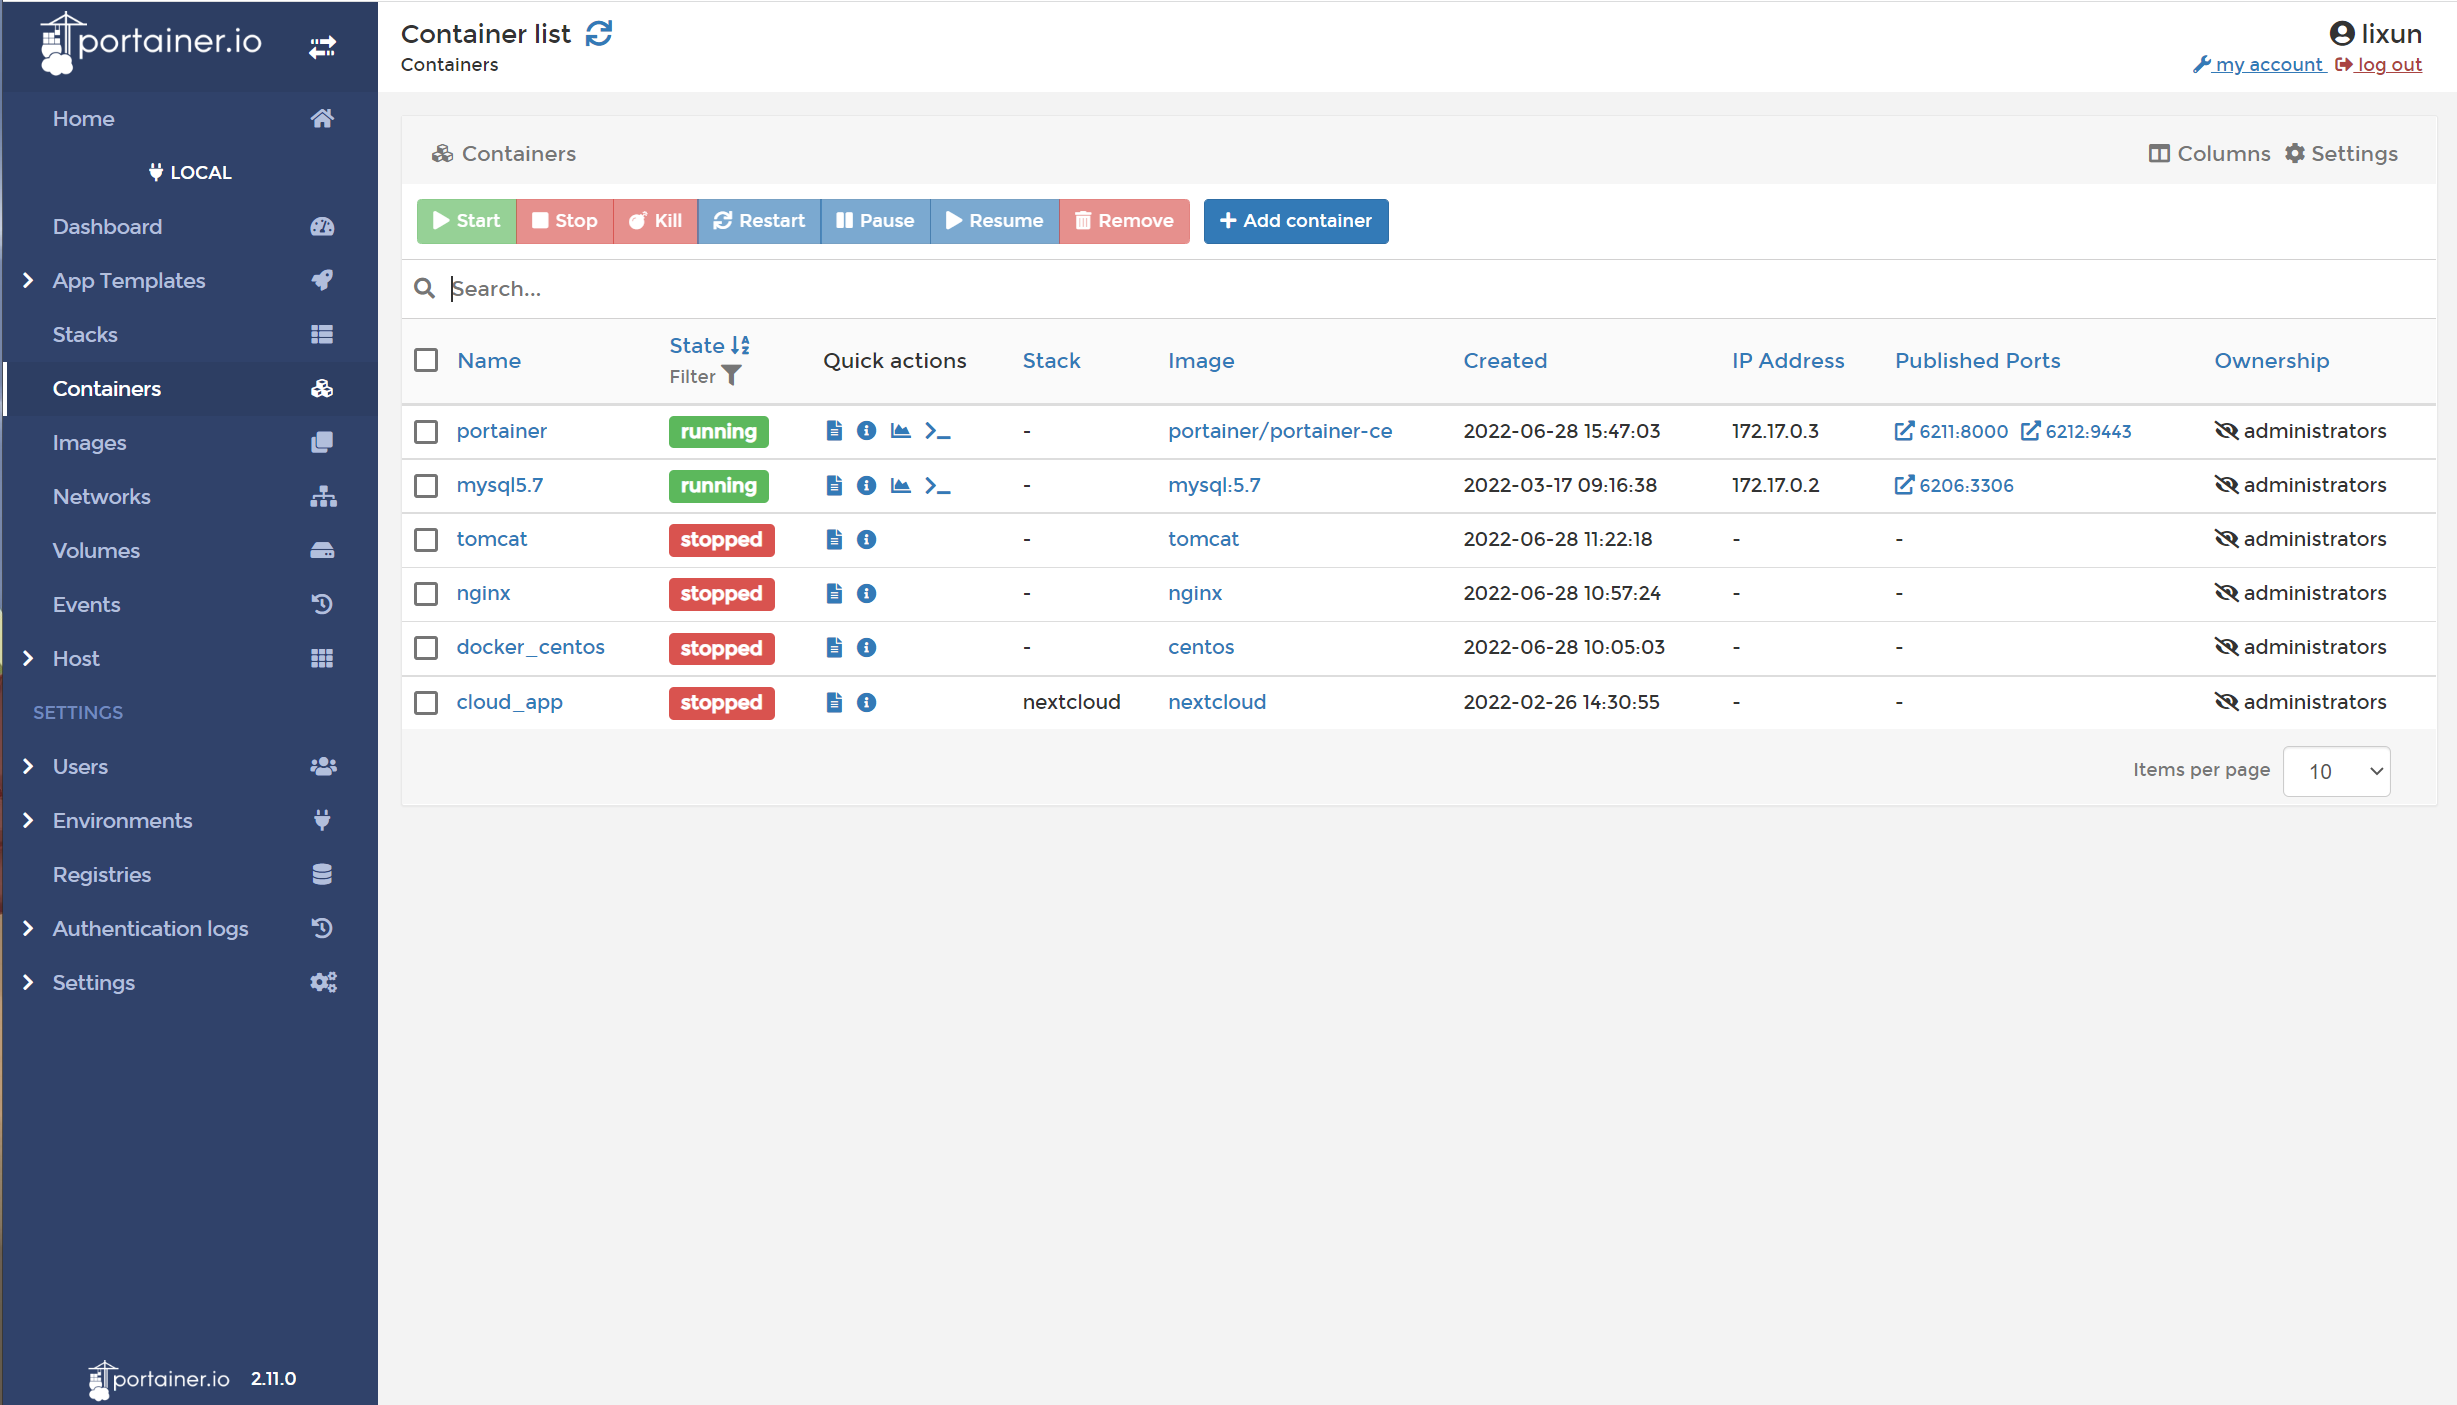 portainer.io
Home
LOCAL
Dashboard
App Templates
Stacks
Containers
Images
Networks
Volumes
Events
Host
SETTINGS
Users
Environments
Registries
Authentication logs
Settings
portainer.io 2.11.0
Container list
Containers
lixun
my account log out
Containers
Columns Settings
Start Stop Kill Restart Pause Resume Remove Add container
Search...
Name State Filter Quick actions Stack Image Created IP Address Published Ports Ownership
portainer running - portainer/portainer-ce 2022-06-28 15:47:03 172.17.0.3 6211:8000 6212:9443 administrators
mysql5.7 running - mysql:5.7 2022-03-17 09:16:38 172.17.0.2 6206:3306 administrators
tomcat stopped - tomcat 2022-06-28 11:22:18 - - administrators
nginx stopped - nginx 2022-06-28 10:57:24 - - administrators
docker_centos stopped - centos 2022-06-28 10:05:03 - - administrators
cloud_app stopped nextcloud nextcloud 2022-02-26 14:30:55 - - administrators
Items per page 10